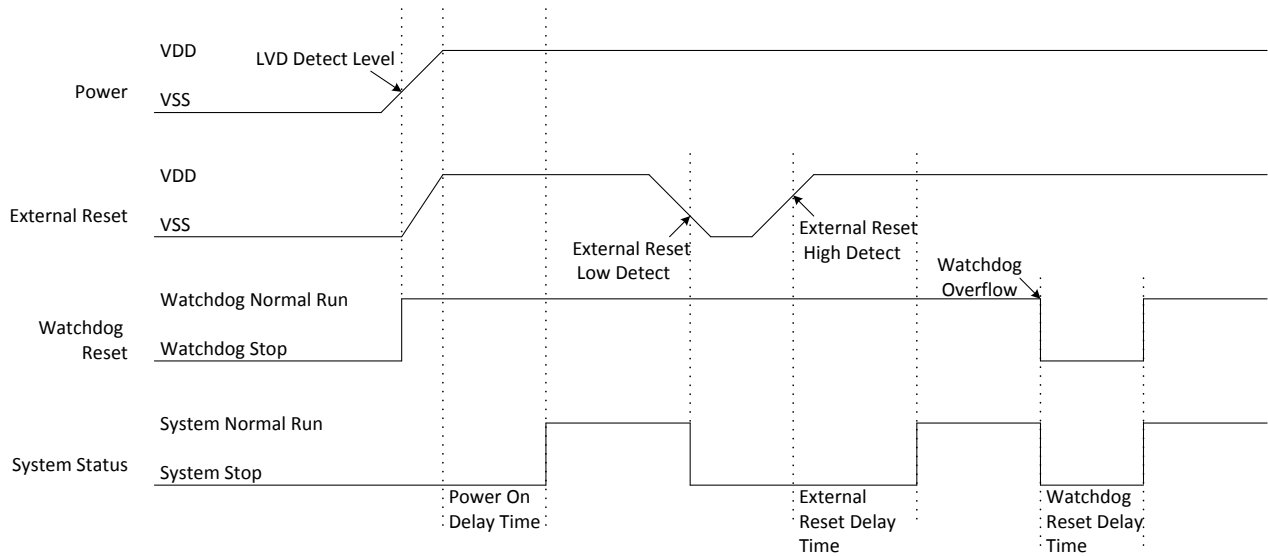 VDD
LVD Detect Level
Power
VSS
VDD
External Reset
VSS
External Reset
Low Detect
External Reset
High Detect
Watchdog
Overflow
Watchdog Normal Run
Watchdog
Reset
Watchdog Stop
System Normal Run
System Status
System Stop
Power On
Delay Time
External
Reset Delay
Time
Watchdog
Reset Delay
Time